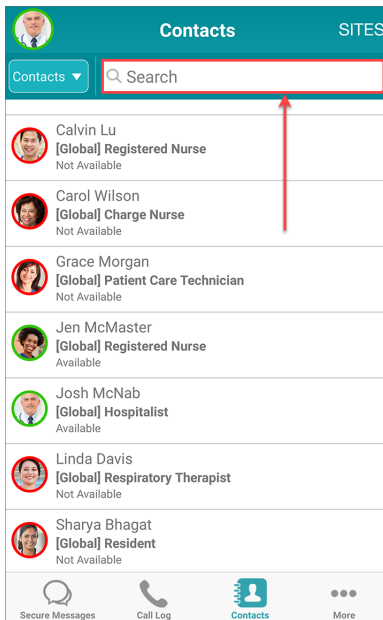 Contacts
SITES
Contacts
Search
Calvin Lu
[Global] Registered Nurse
Not Available
Carol Wilson
[Global] Charge Nurse
Not Available
Grace Morgan
[Global] Patient Care Technician
Not Available
Jen McMaster
[Global] Registered Nurse
Available
Josh McNab
[Global] Hospitalist
Available
Linda Davis
[Global] Respiratory Therapist
Not Available
Sharya Bhagat
[Global] Resident
Not Available
Secure Messages
Call Log
Contacts
More